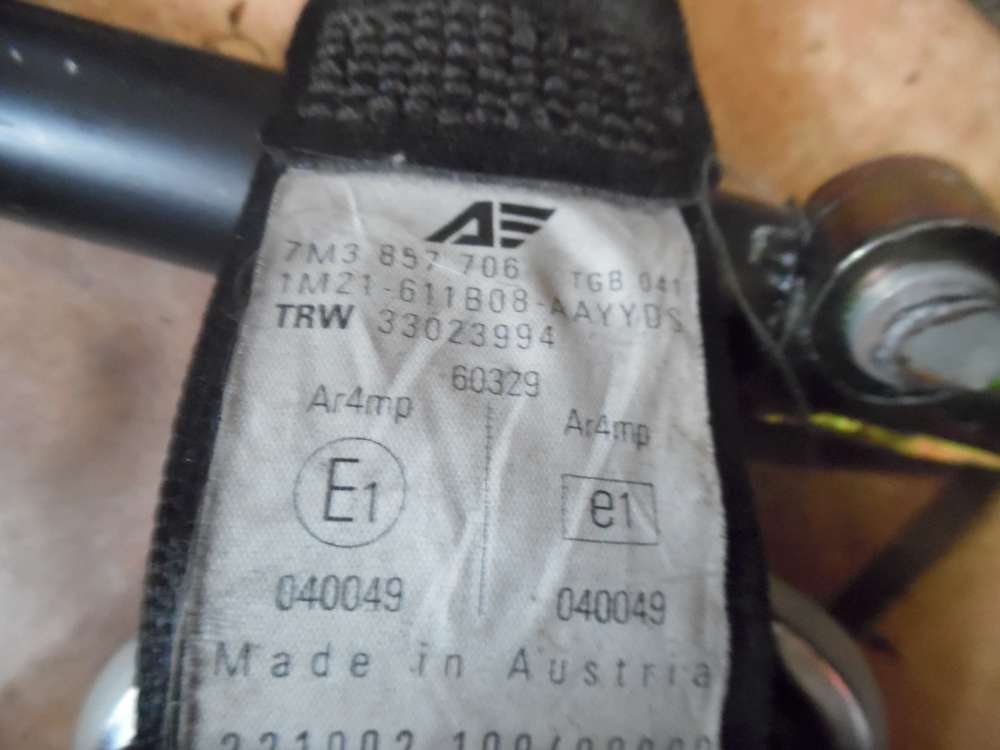 AE
7M3 857 706 TGB 041
1M21-611B08-AAYYDS
TRW 33023994
60329
Ar4mp Ar4mp
E1 e1
040049 040049
Made in Austria